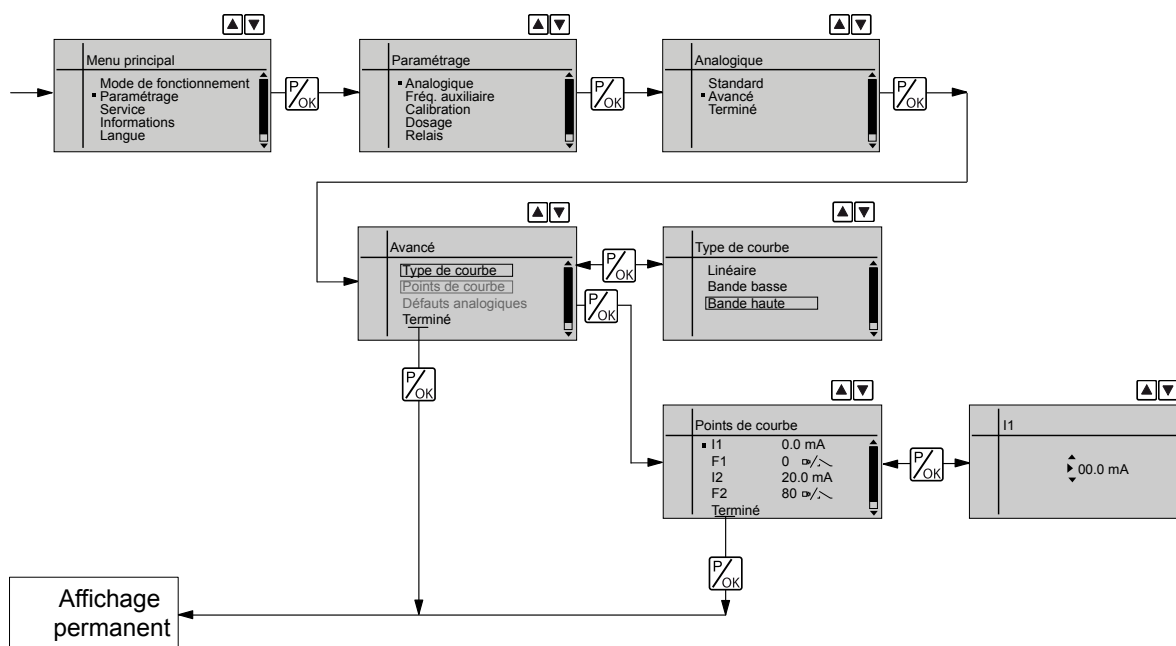 Menu principal
Mode de fonctionnement
Paramétrage
Service
Informations
Langue
P/OK
Paramétrage
Analogique
Fréq. auxiliaire
Calibration
Dosage
Relais
P/OK
Analogique
Standard
Avancé
Terminé
P/OK
Avancé
Type de courbe
Points de courbe
Défauts analogiques
Terminé
P/OK
P/OK
Type de courbe
Linéaire
Bande basse
Bande haute
P/OK
Points de courbe
I1 0.0 mA
F1 0
I2 20.0 mA
F2 80
Terminé
P/OK
I1
00.0 mA
P/OK
Affichage
permanent